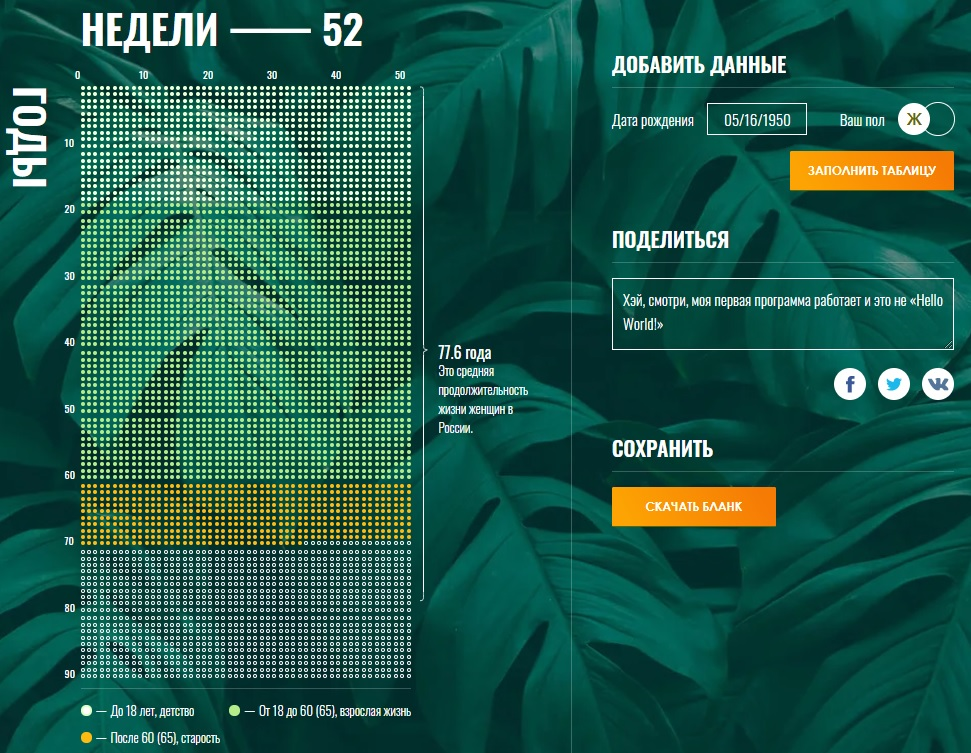 НЕДЕЛИ —— 52
0 10 20 30 40 50
ГОДЫ
10
20
30
40
50
60
70
80
90
77.6 года
Это средняя
продолжительность
жизни женщин в
России.
— До 18 лет, детство
— От 18 до 60 (65), взрослая жизнь
— После 60 (65), старость
ДОБАВИТЬ ДАННЫЕ
Дата рождения 05/16/1950 Ваш пол Ж
ЗАПОЛНИТЬ ТАБЛИЦУ
ПОДЕЛИТЬСЯ
Хэй, смотри, моя первая программа работает и это не «Hello
World!»
СОХРАНИТЬ
СКАЧАТЬ БЛАНК